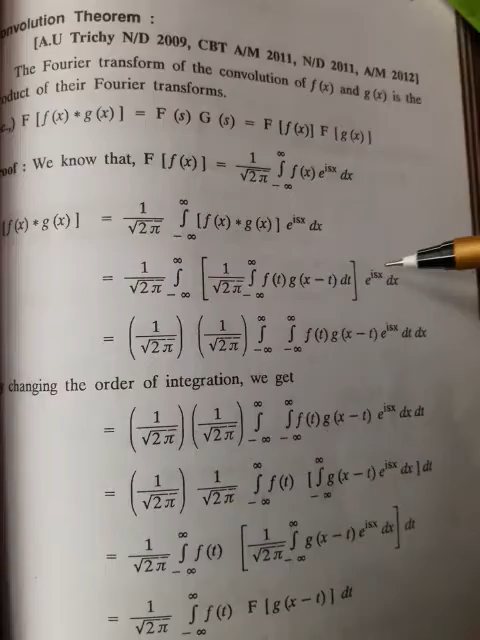 onvolution Theorem :
[A.U Trichy N/D 2009, CBT A/M 2011, N/D 2011, A/M 2012]
The Fourier transform of the convolution of f (x) and g (x) is the
oduct of their Fourier transforms.
e.,) F [f (x) * g (x) ] = F (s) G (s) = F [f (x)] F [g (x)]
oof : We know that, F [f (x) ] = 1/√2π ∫_{-∞}^{∞} f (x) e^{isx} dx
[f (x) * g (x) ] = 1/√2π ∫_{-∞}^{∞} [f (x) * g (x) ] e^{isx} dx
= 1/√2π ∫_{-∞}^{∞} [ 1/√2π ∫_{-∞}^{∞} f (t) g (x − t) dt ] e^{isx} dx
= (1/√2π) (1/√2π) ∫_{-∞}^{∞} ∫_{-∞}^{∞} f (t) g (x − t) e^{isx} dt dx
changing the order of integration, we get
= (1/√2π) (1/√2π) ∫_{-∞}^{∞} ∫_{-∞}^{∞} f (t) g (x − t) e^{isx} dx dt
= (1/√2π) 1/√2π ∫_{-∞}^{∞} f (t) [ ∫_{-∞}^{∞} g (x − t) e^{isx} dx ] dt
= 1/√2π ∫_{-∞}^{∞} f (t) [ 1/√2π ∫_{-∞}^{∞} g (x − t) e^{isx} dx ] dt
= 1/√2π ∫_{-∞}^{∞} f (t) F [g (x − t) ] dt